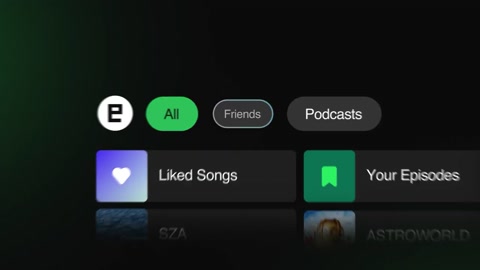 e
All
Friends
Podcasts
Liked Songs
Your Episodes
SZA
ASTROWORLD